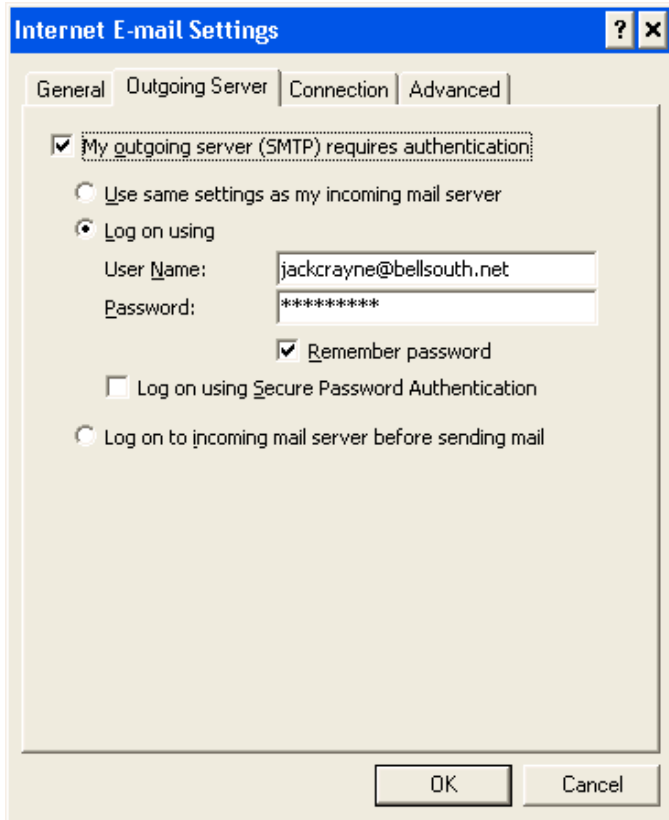 Internet E-mail Settings
General Outgoing Server Connection Advanced
My outgoing server (SMTP) requires authentication
Use same settings as my incoming mail server
Log on using
User Name: jackcrayne@bellsouth.net
Password: *********
Remember password
Log on using Secure Password Authentication
Log on to incoming mail server before sending mail
OK Cancel